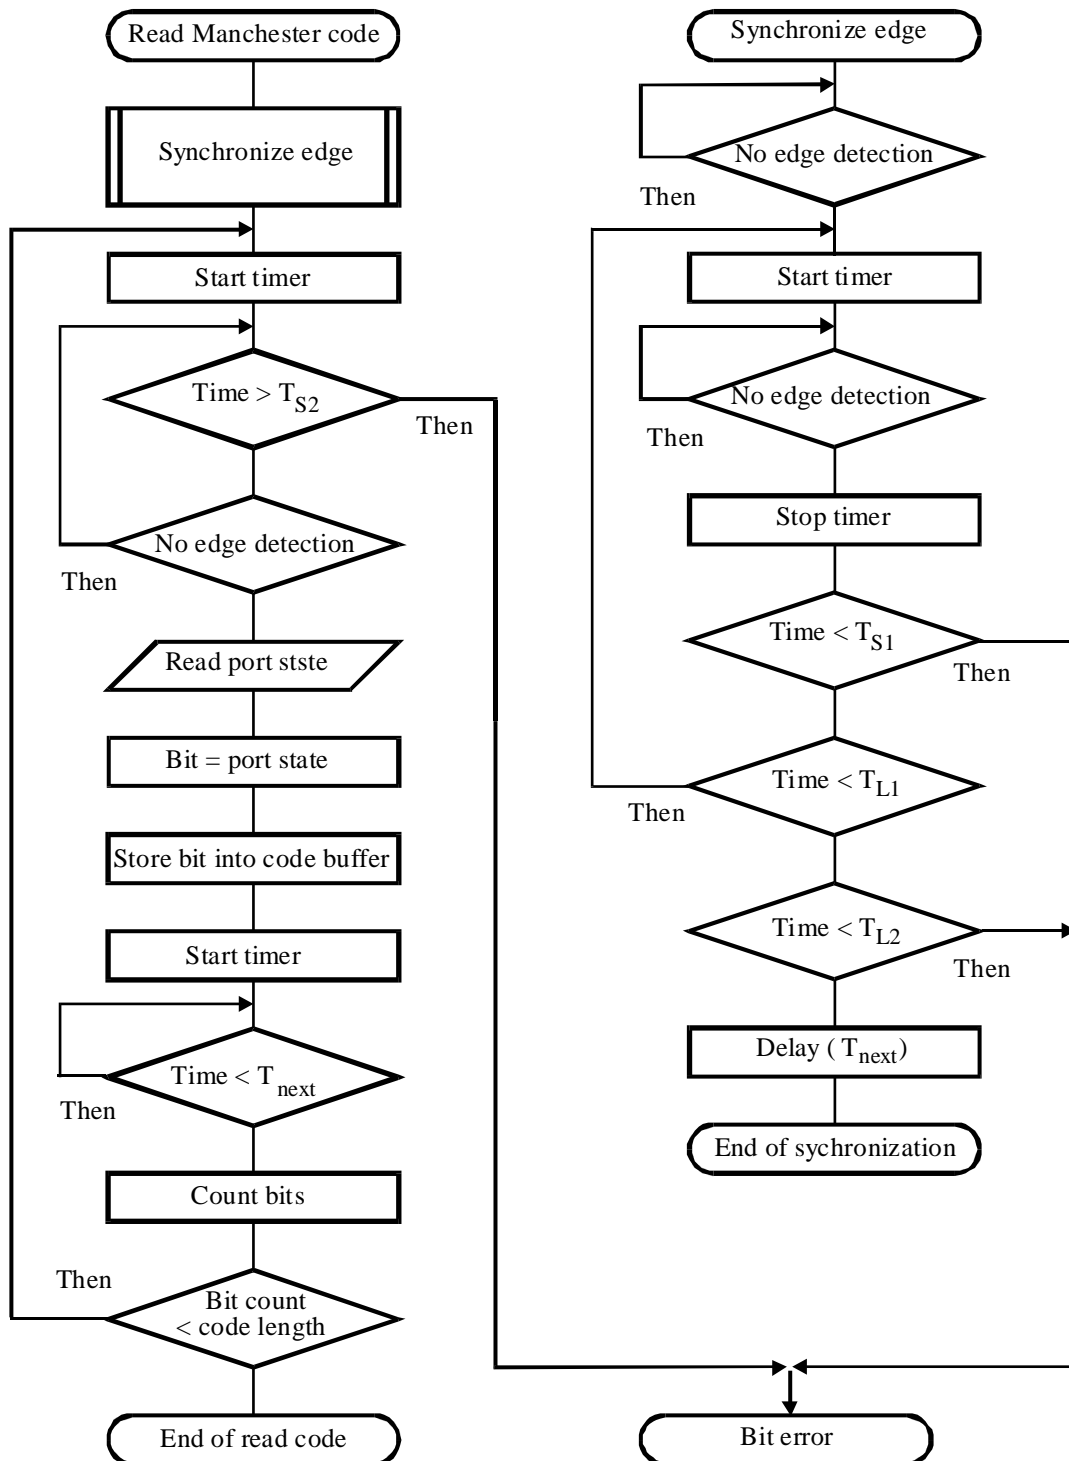 Read Manchester code
Synchronize edge
Start timer
Time > TS2
Then
No edge detection
Then
Read port stste
Bit = port state
Store bit into code buffer
Start timer
Time < Tnext
Then
Count bits
Then
Bit count
< code length
End of read code
Synchronize edge
No edge detection
Then
Start timer
No edge detection
Then
Stop timer
Time < TS1
Then
Time < TL1
Then
Time < TL2
Then
Delay ( Tnext)
End of sychronization
Bit error